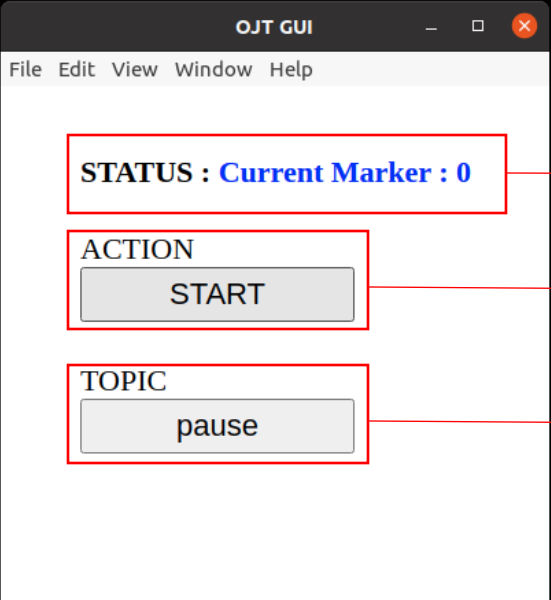 OJT GUI
File Edit View Window Help
STATUS : Current Marker : 0
ACTION
START
TOPIC
pause